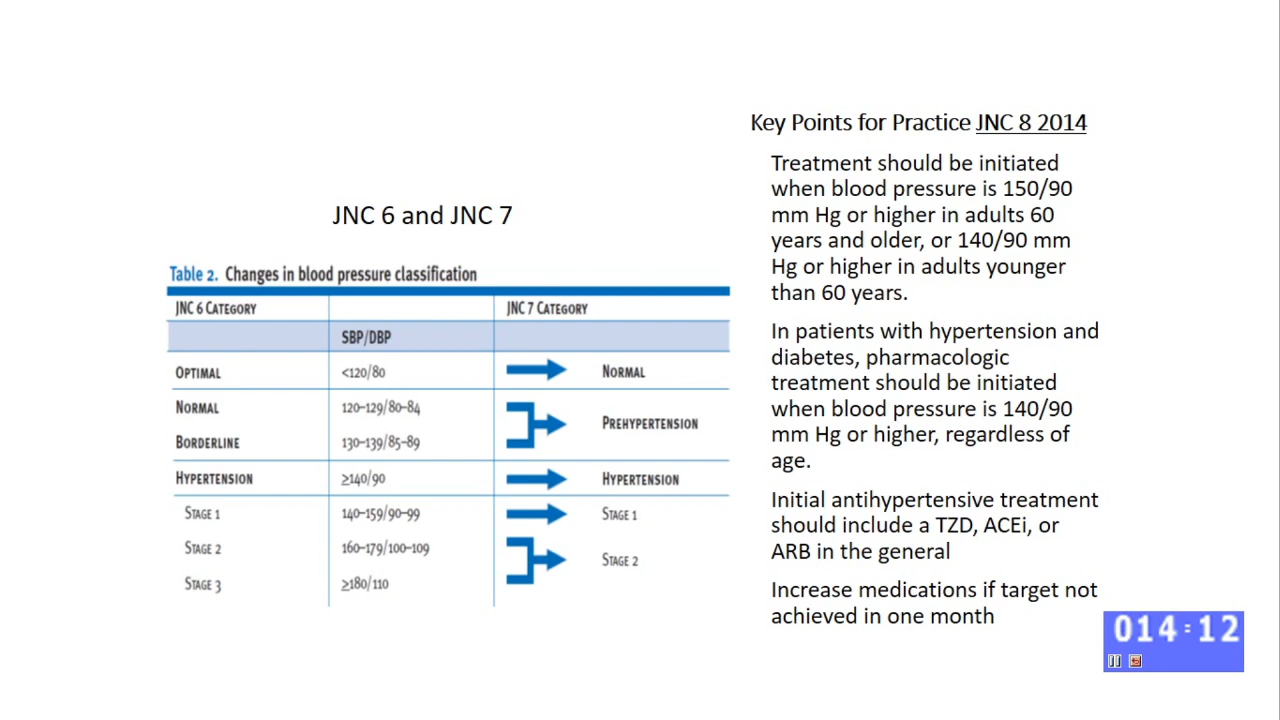 JNC 6 and JNC 7
Table 2. Changes in blood pressure classification
JNC 6 CATEGORY JNC 7 CATEGORY
SBP/DBP
OPTIMAL <120/80 NORMAL
NORMAL 120–129/80–84
PREHYPERTENSION
BORDERLINE 130–139/85–89
HYPERTENSION ≥140/90 HYPERTENSION
STAGE 1 140–159/90–99 STAGE 1
STAGE 2 160–179/100–109
STAGE 2
STAGE 3 ≥180/110
Key Points for Practice JNC 8 2014
Treatment should be initiated
when blood pressure is 150/90
mm Hg or higher in adults 60
years and older, or 140/90 mm
Hg or higher in adults younger
than 60 years.
In patients with hypertension and
diabetes, pharmacologic
treatment should be initiated
when blood pressure is 140/90
mm Hg or higher, regardless of
age.
Initial antihypertensive treatment
should include a TZD, ACEi, or
ARB in the general
Increase medications if target not
achieved in one month
014:12